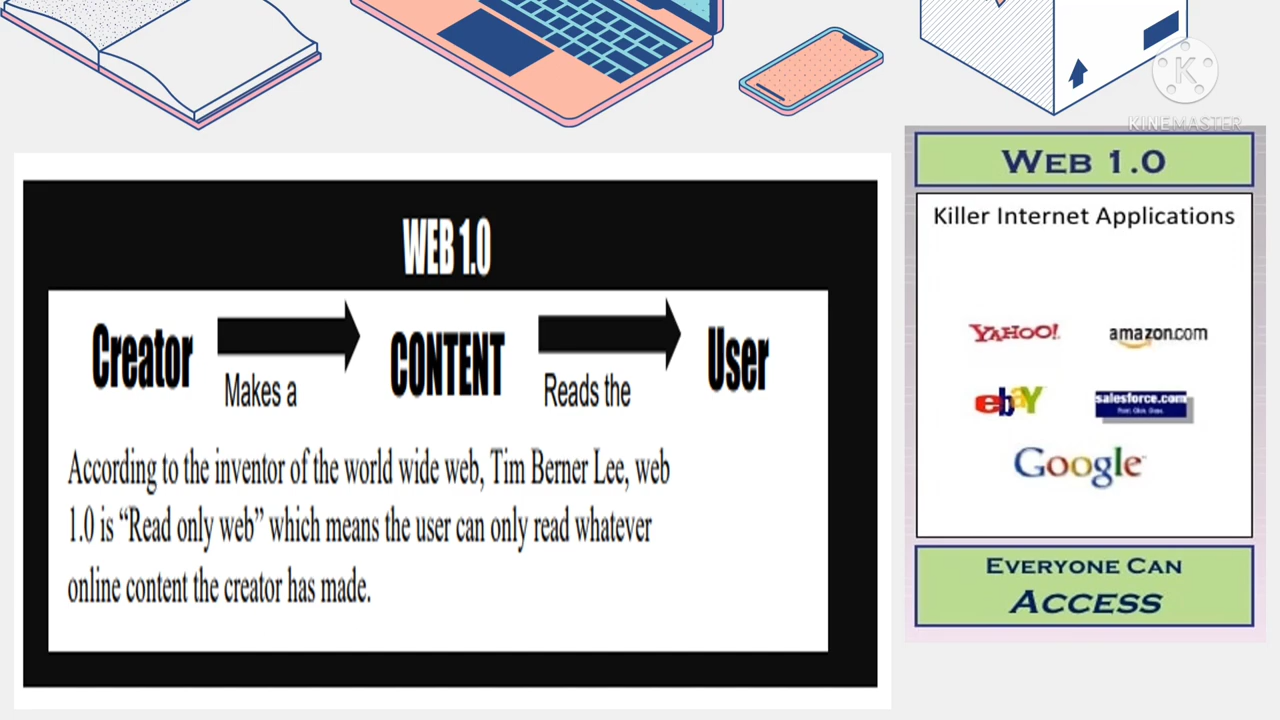 K
KINEMASTER
WEB 1.0
Creator
Makes a
CONTENT
Reads the
User
According to the inventor of the world wide web, Tim Berner Lee, web
1.0 is “Read only web” which means the user can only read whatever
online content the creator has made.
WEB 1.0
Killer Internet Applications
YAHOO!
amazon.com
ebaY
salesforce.com
Google
EVERYONE CAN
ACCESS